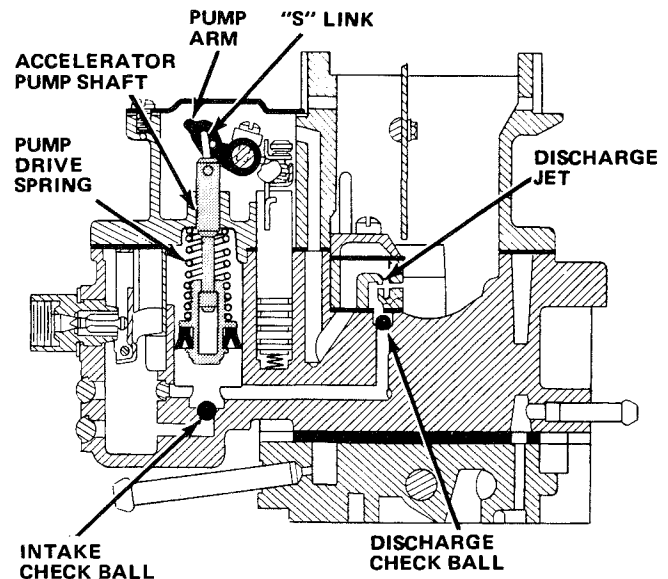 PUMP
ARM
"S" LINK
ACCELERATOR
PUMP SHAFT
PUMP
DRIVE
SPRING
DISCHARGE
JET
INTAKE
CHECK BALL
DISCHARGE
CHECK BALL